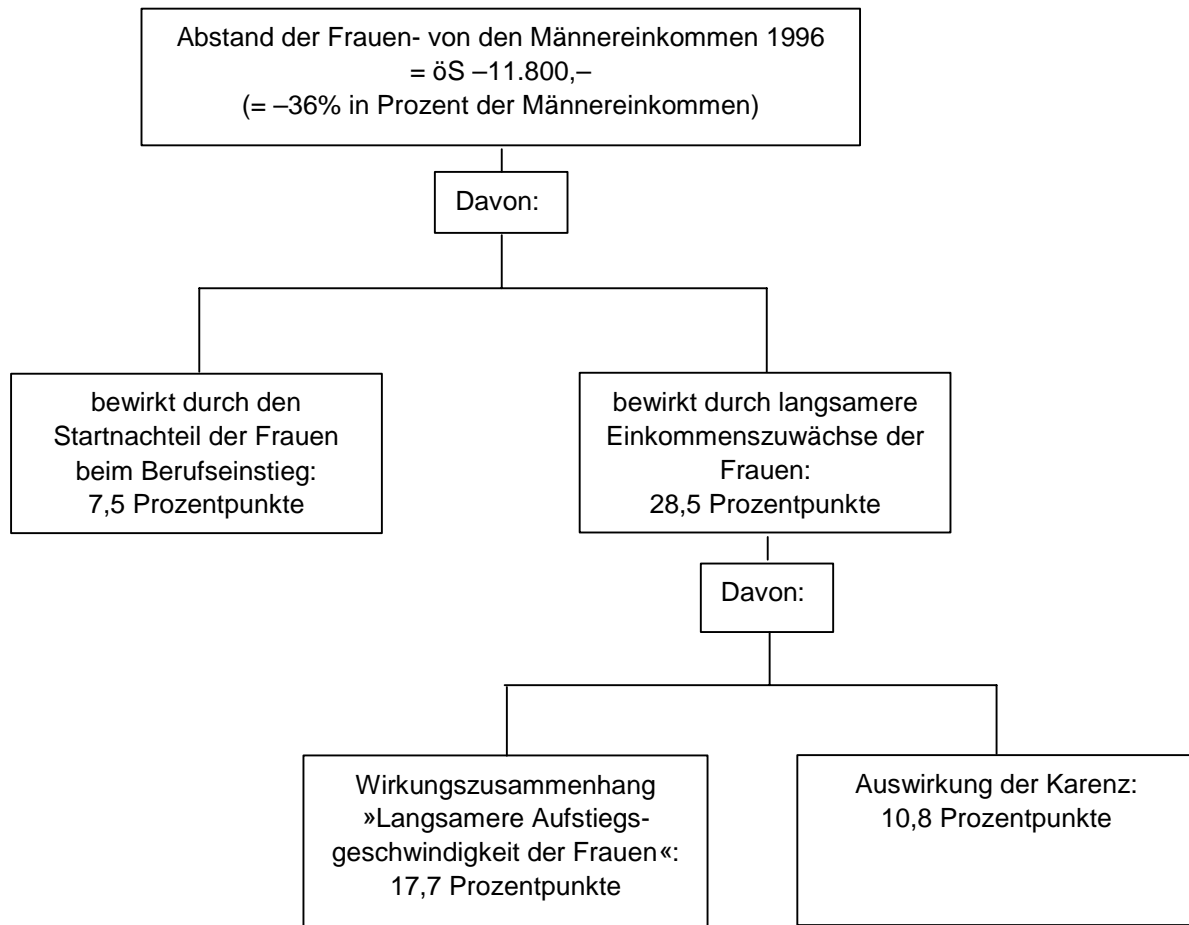 Abstand der Frauen- von den Männereinkommen 1996
= öS –11.800,–
(= –36% in Prozent der Männereinkommen)
Davon:
bewirkt durch den
Startnachteil der Frauen
beim Berufseinstieg:
7,5 Prozentpunkte
bewirkt durch langsamere
Einkommenszuwächse der
Frauen:
28,5 Prozentpunkte
Davon:
Wirkungszusammenhang
»Langsamere Aufstiegs-
geschwindigkeit der Frauen«:
17,7 Prozentpunkte
Auswirkung der Karenz:
10,8 Prozentpunkte